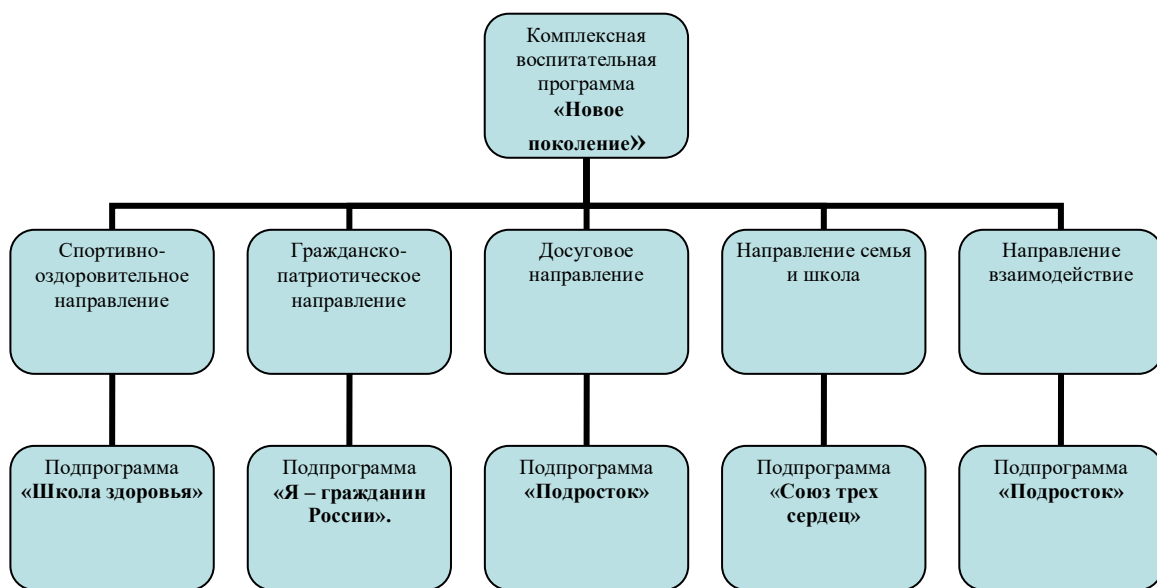 Комплексная
воспитательная
программа
«Новое
поколение»
Спортивно-
оздоровительное
направление
Гражданско-
патриотическое
направление
Досуговое
направление
Направление семья
и школа
Направление
взаимодействие
Подпрограмма
«Школа здоровья»
Подпрограмма
«Я – гражданин
России».
Подпрограмма
«Подросток»
Подпрограмма
«Союз трех
сердец»
Подпрограмма
«Подросток»